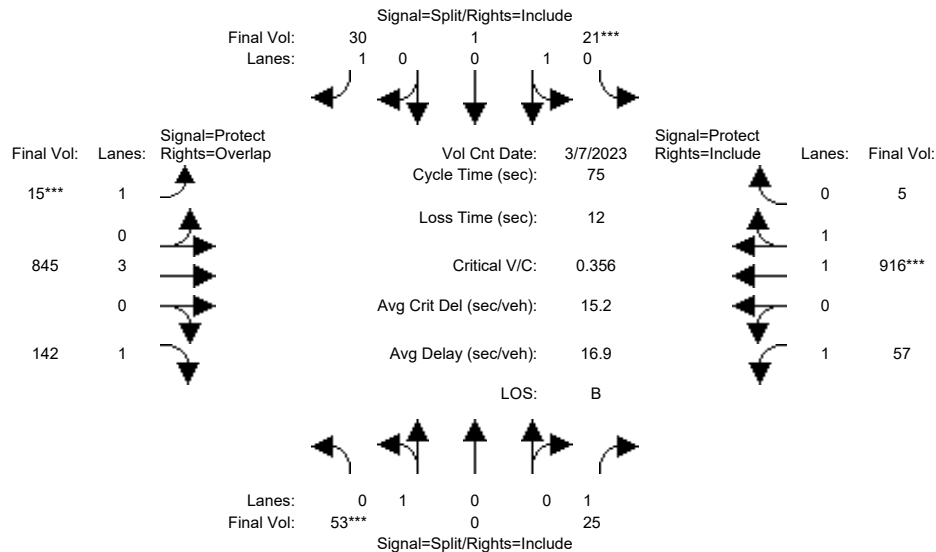 Signal=Split/Rights=Include
Final Vol: 30 1 21***
Lanes: 1 0 0 1 0
Signal=Protect
Final Vol: Lanes: Rights=Overlap
Vol Cnt Date: 3/7/2023
Signal=Protect
Rights=Include Lanes: Final Vol:
Cycle Time (sec): 75
15*** 1
0 5
Loss Time (sec): 12
0
1
845 3
Critical V/C: 0.356
1 916***
0
Avg Crit Del (sec/veh): 15.2
0
142 1
Avg Delay (sec/veh): 16.9
1 57
LOS: B
Lanes: 0 1 0 0 1
Final Vol: 53*** 0 25
Signal=Split/Rights=Include